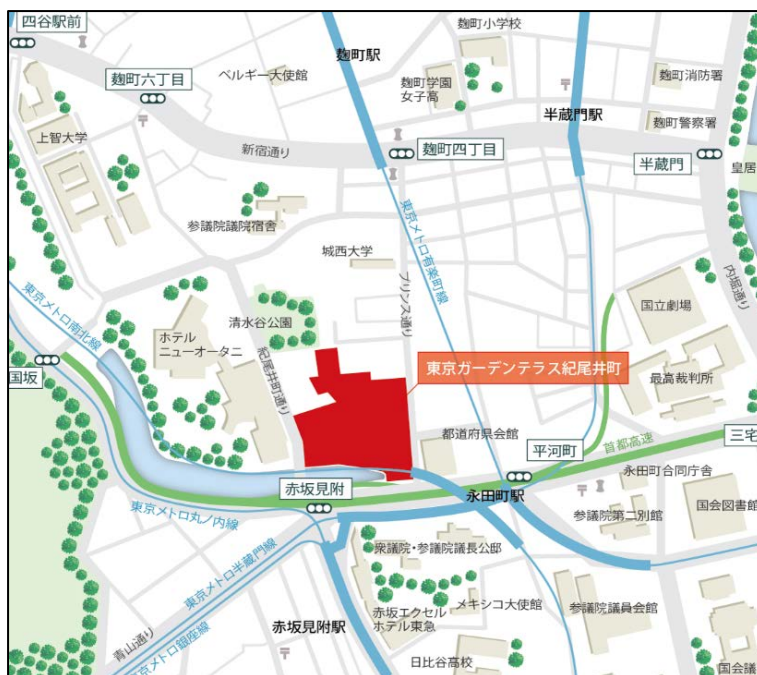 四谷駅前
麹町小学校
麹町駅
麹町六丁目
ベルギー大使館
麹町学園
女子高
麹町消防署
半蔵門駅
麹町警察署
上智大学
新宿通り
麹町四丁目
半蔵門
皇居
参議院議員宿舎
東京メトロ有楽町線
城西大学
プリンス通り
内堀通り
東京メトロ南北線
清水谷公園
国立劇場
ホテル
ニューオータニ
紀尾井町通り
国坂
東京ガーデンテラス紀尾井町
最高裁判所
都道府県会館
平河町
首都高速
三宅
赤坂見附
永田町駅
永田町合同庁舎
東京メトロ丸ノ内線
参議院第二別館
国会図書館
衆議院・参議院議長公邸
東京メトロ半蔵門線
赤坂エクセル
ホテル東急
メキシコ大使館
参議院議員会館
赤坂見附駅
青山通り
東京メトロ銀座線
日比谷高校
国会議